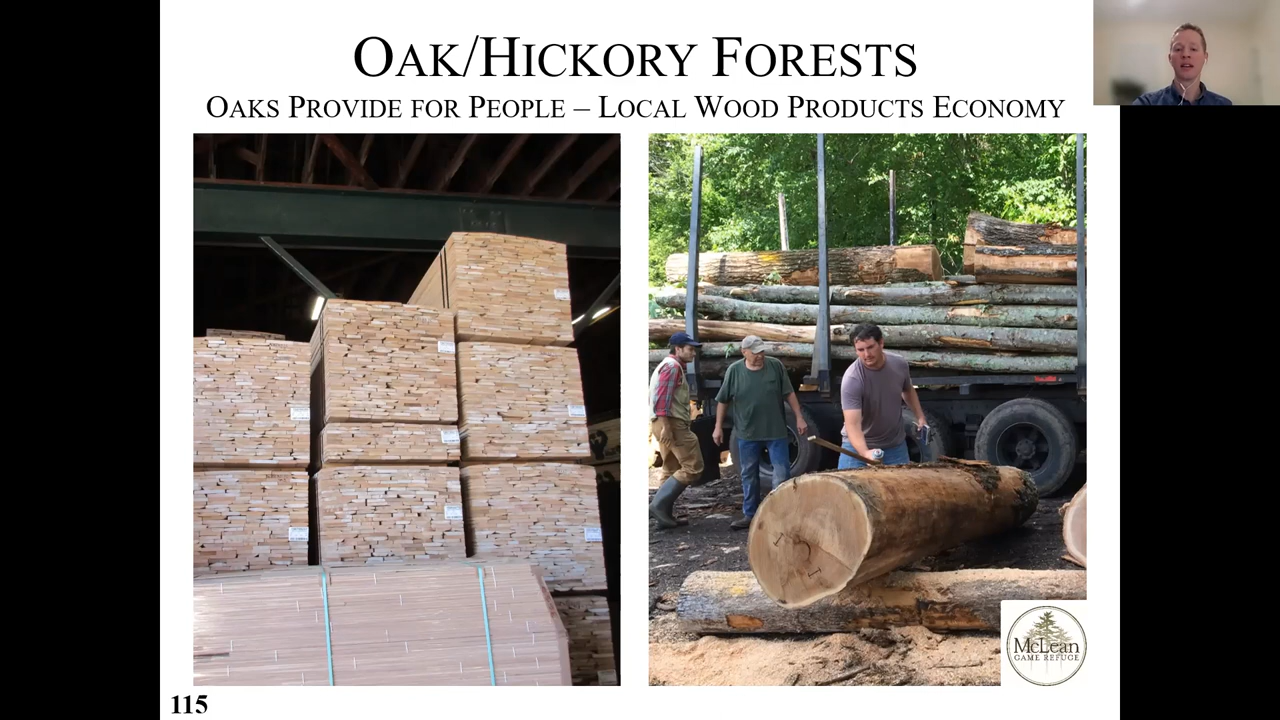 OAK/HICKORY FORESTS
OAKS PROVIDE FOR PEOPLE – LOCAL WOOD PRODUCTS ECONOMY
McLean
GAME REFUGE
115